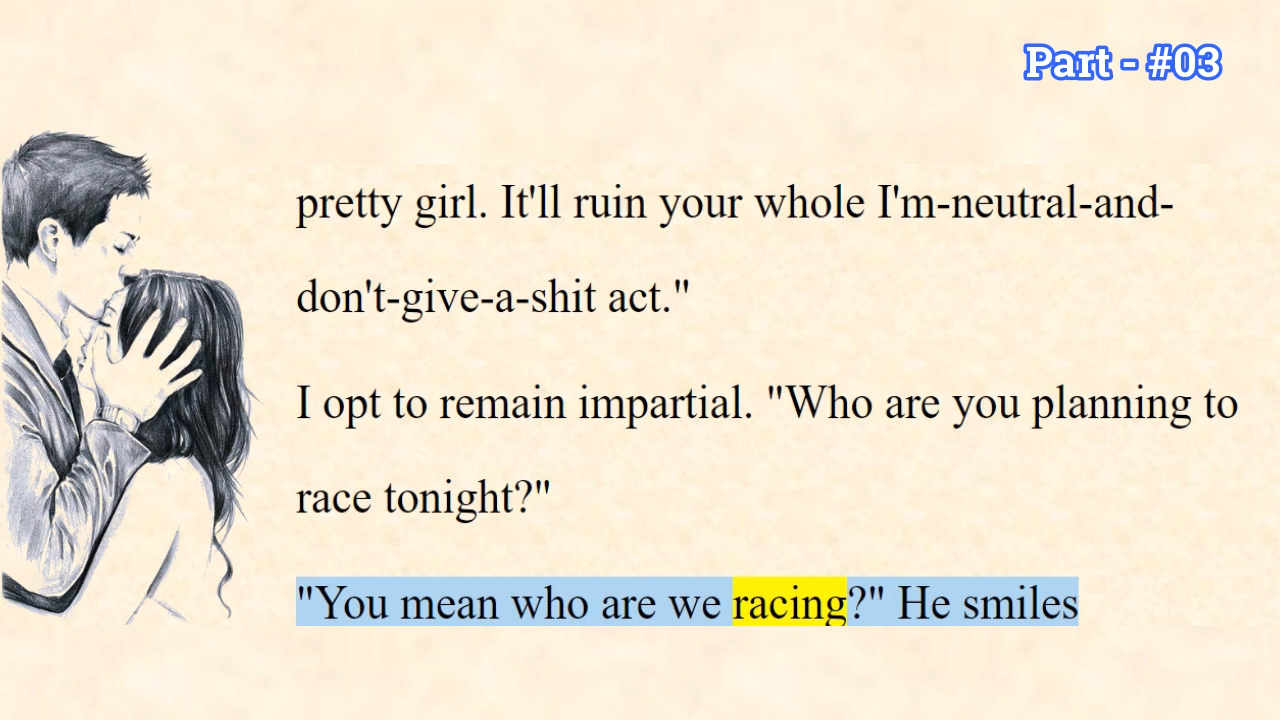 Part - #03
pretty girl. It'll ruin your whole I'm-neutral-and-
don't-give-a-shit act."
I opt to remain impartial. "Who are you planning to
race tonight?"
"You mean who are we racing?" He smiles